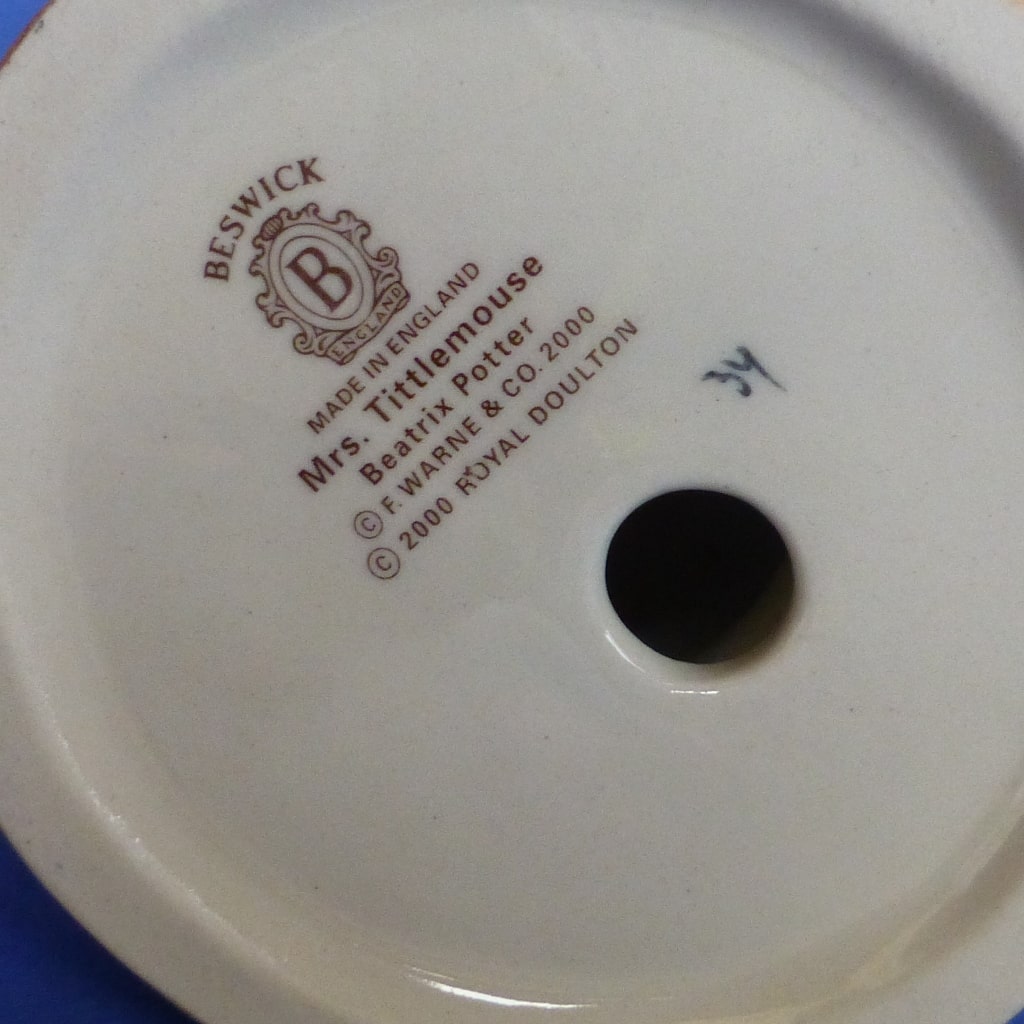 BESWICK
B
ENGLAND
MADE IN ENGLAND
Mrs. Tittlemouse
Beatrix Potter
© F. WARNE & CO. 2000
© 2000 ROYAL DOULTON
34